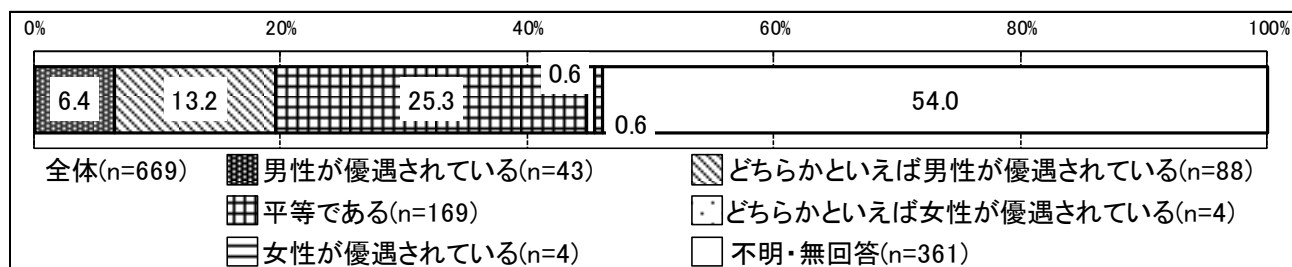 0% 20% 40% 60% 80% 100%
6.4 13.2 25.3 0.6 0.6 54.0
全体(n=669) 男性が優遇されている(n=43) どちらかといえば男性が優遇されている(n=88)
平等である(n=169) どちらかといえば女性が優遇されている(n=4)
女性が優遇されている(n=4) 不明・無回答(n=361)